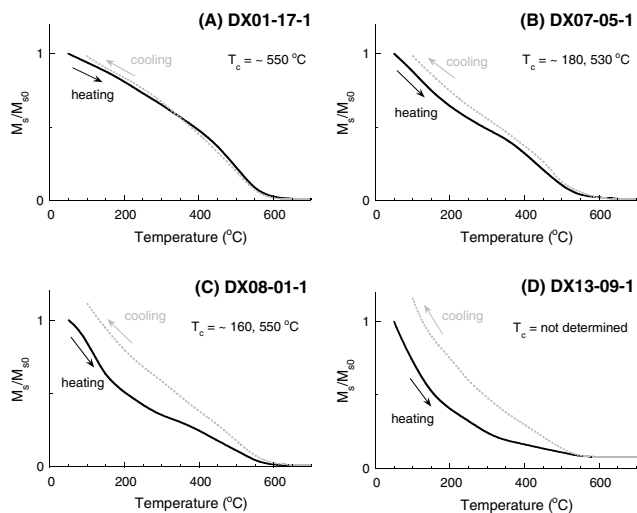 (A) DX01-17-1
cooling
T_c = ~ 550 °C
heating
M_s/M_s0
1
0
0 200 400 600
Temperature (°C)
(B) DX07-05-1
cooling
T_c = ~ 180, 530 °C
heating
M_s/M_s0
1
0
0 200 400 600
Temperature (°C)
(C) DX08-01-1
cooling
T_c = ~ 160, 550 °C
heating
M_s/M_s0
1
0
0 200 400 600
Temperature (°C)
(D) DX13-09-1
cooling
T_c = not determined
heating
M_s/M_s0
1
0
0 200 400 600
Temperature (°C)